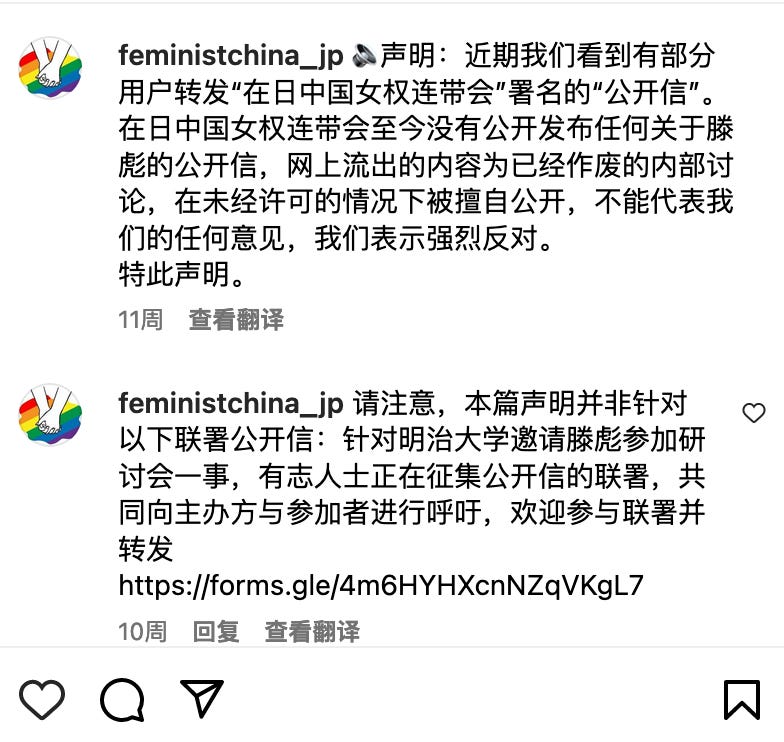 feministchina_jp 🔈声明：近期我们看到有部分
用户转发“在日中国女权连带会”署名的“公开信”。
在日中国女权连带会至今没有公开发布任何关于滕
彪的公开信，网上流出的内容为已经作废的内部讨
论，在未经许可的情况下被擅自公开，不能代表我
们的任何意见，我们表示强烈反对。
特此声明。
11周 查看翻译
feministchina_jp 请注意，本篇声明并非针对
以下联署公开信：针对明治大学邀请滕彪参加研
讨会一事，有志人士正在征集公开信的联署，共
同向主办方与参加者进行呼吁，欢迎参与联署并
转发
https://forms.gle/4m6HYHXcnNZqVKgL7
10周 回复 查看翻译